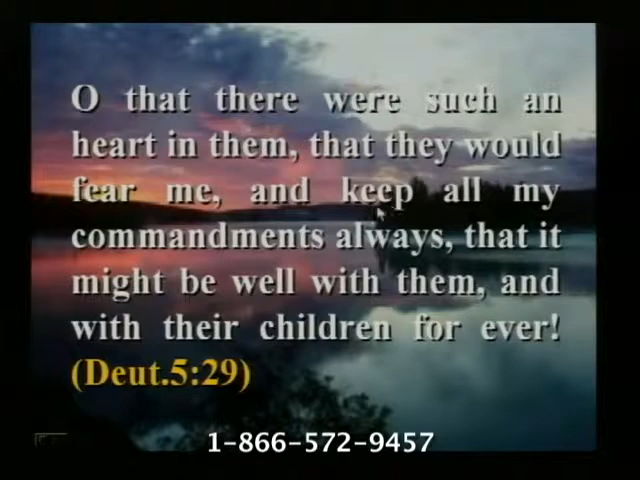 O that there were such an
heart in them, that they would
fear me, and keep all my
commandments always, that it
might be well with them, and
with their children for ever!
(Deut.5:29)
1-866-572-9457